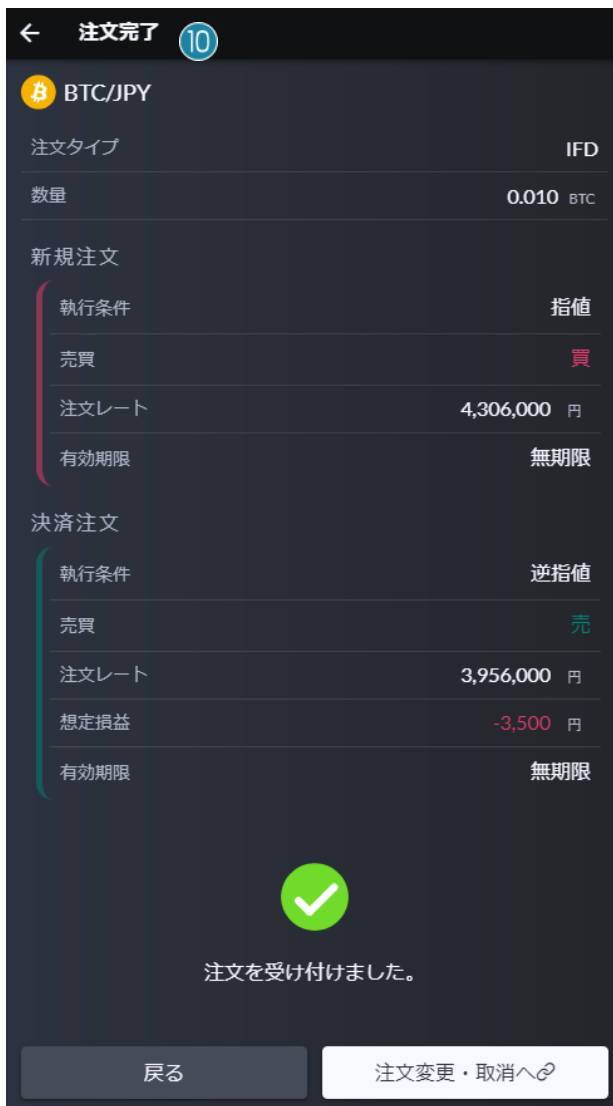 ← 注文完了 ⑩
BTC/JPY
注文タイプ IFD
数量 0.010 BTC
新規注文
執行条件 指値
売買 買
注文レート 4,306,000 円
有効期限 無期限
決済注文
執行条件 逆指値
売買 売
注文レート 3,956,000 円
想定損益 -3,500 円
有効期限 無期限
注文を受け付けました。
戻る 注文変更・取消へ